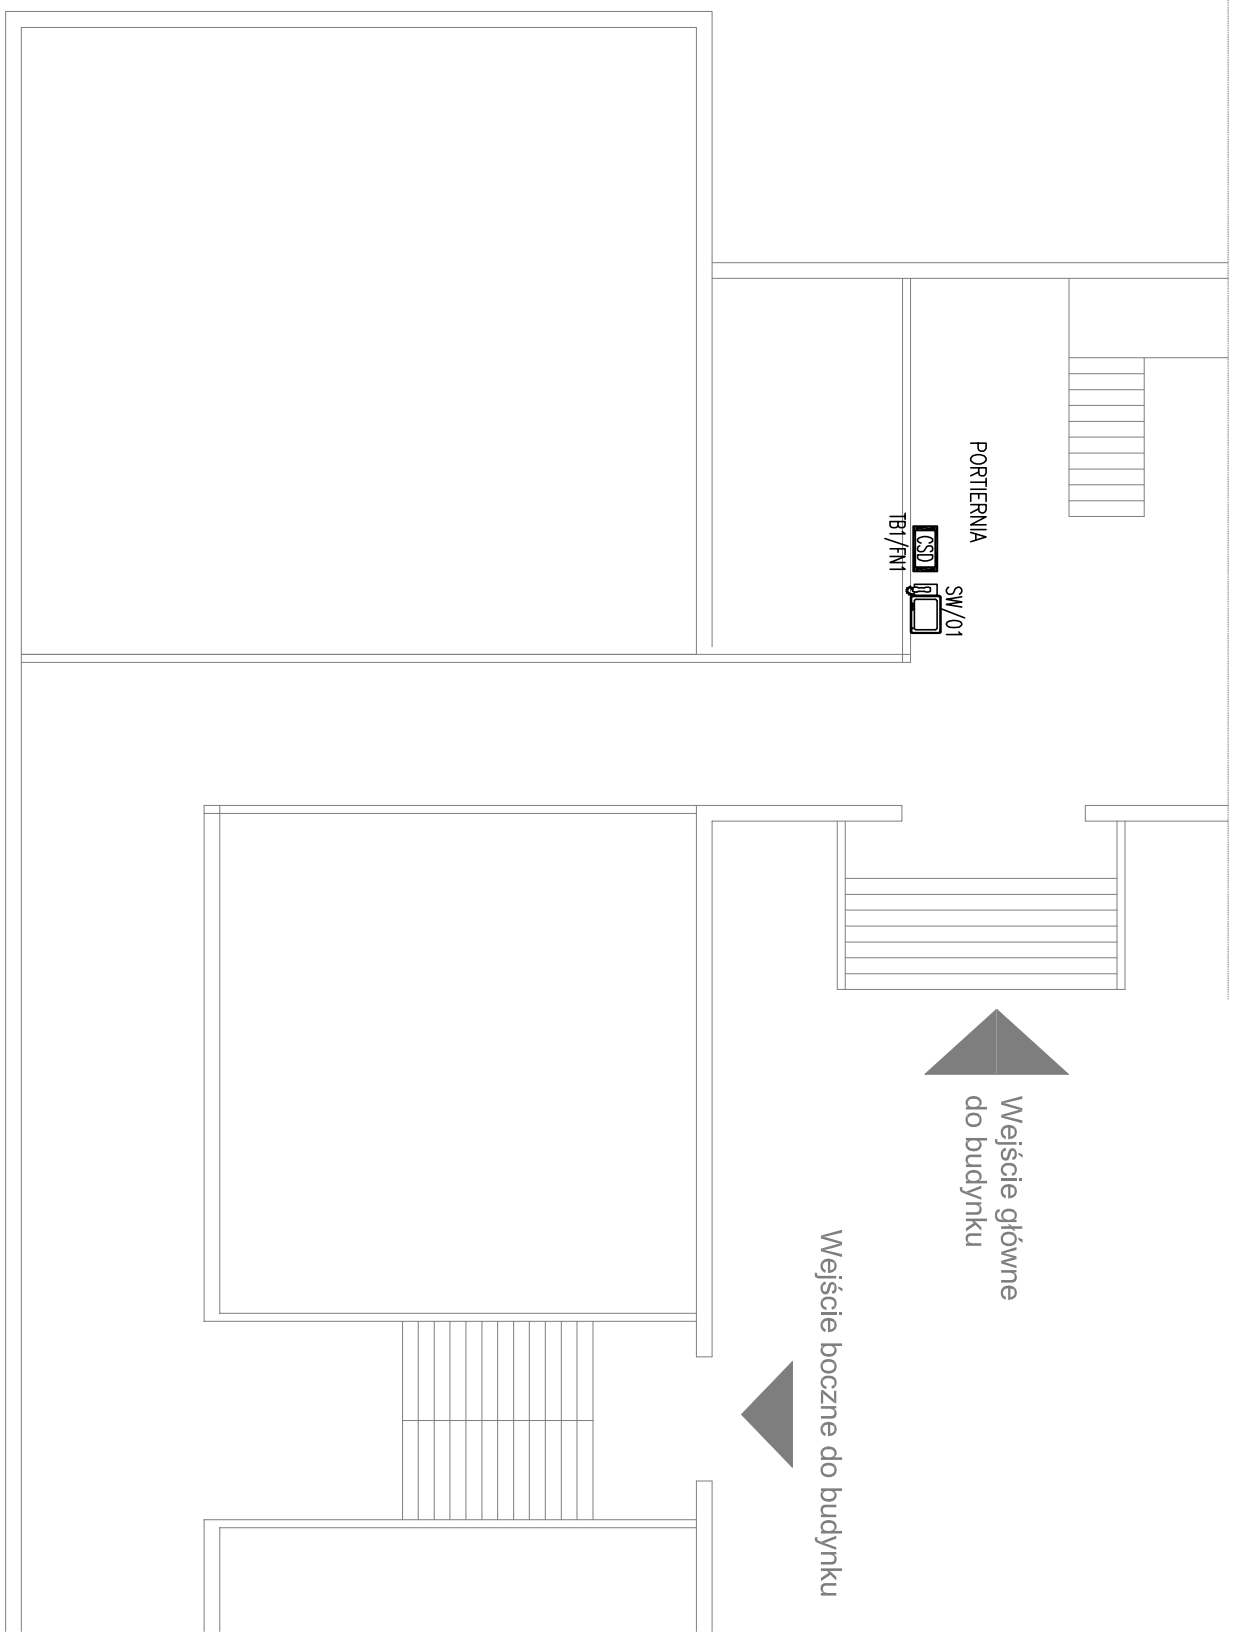 PORTIERNIA
SW/01
CSD
TB1/FN1
Wejście główne
do budynku
Wejście boczne do budynku